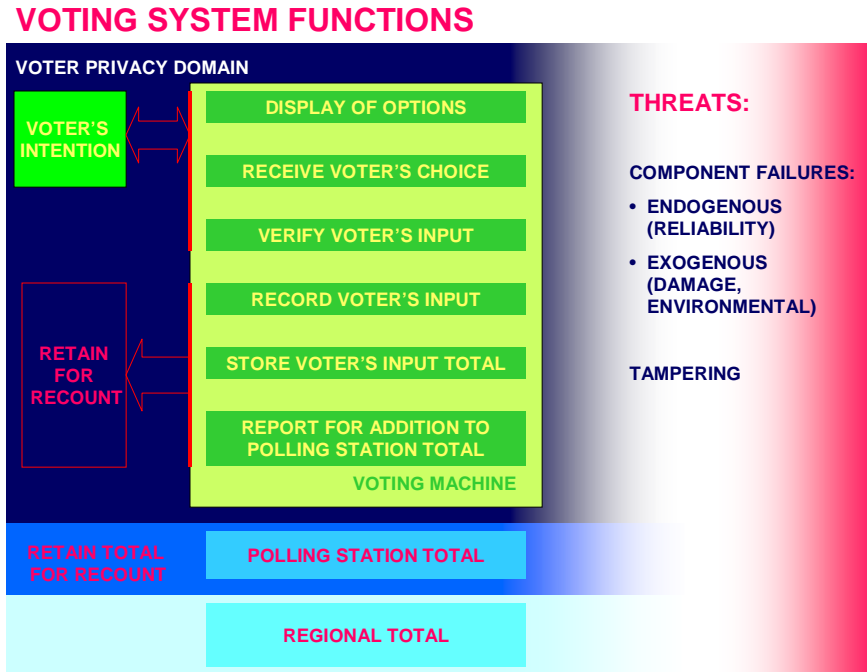 VOTING SYSTEM FUNCTIONS
VOTER PRIVACY DOMAIN
VOTER'S
INTENTION
DISPLAY OF OPTIONS
RECEIVE VOTER'S CHOICE
VERIFY VOTER'S INPUT
RECORD VOTER'S INPUT
STORE VOTER'S INPUT TOTAL
REPORT FOR ADDITION TO
POLLING STATION TOTAL
VOTING MACHINE
RETAIN
FOR
RECOUNT
RETAIN TOTAL
FOR RECOUNT
POLLING STATION TOTAL
REGIONAL TOTAL
THREATS:
COMPONENT FAILURES:
• ENDOGENOUS
(RELIABILITY)
• EXOGENOUS
(DAMAGE,
ENVIRONMENTAL)
TAMPERING